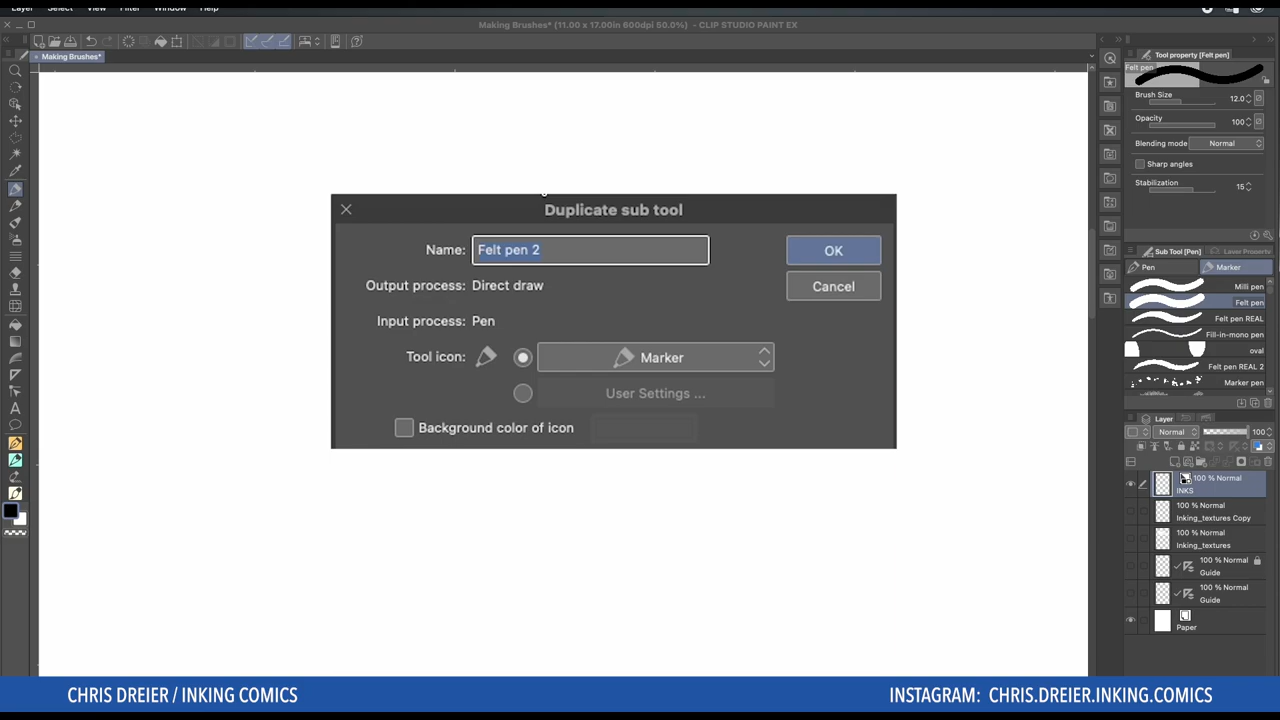 Layer Select View Filter Window Help
Making Brushes* (11.00 x 17.00in 600dpi 50.0%) - CLIP STUDIO PAINT EX
Making Brushes*
Tool property [Felt pen]
Felt pen
Brush Size 12.0
Opacity 100
Blending mode Normal
Sharp angles
Stabilization 15
Sub Tool [Pen] Layer Property
Pen Marker
Milli pen
Felt pen
Felt pen REAL
Fill-in-mono pen
oval
Felt pen REAL 2
Marker pen
Duplicate sub tool
Name: Felt pen 2 OK
Output process: Direct draw Cancel
Input process: Pen
Tool icon: Marker
User Settings ...
Background color of icon
Layer
Normal 100
100 % Normal
INKS
100 % Normal
Inking_textures Copy
100 % Normal
Inking_textures
100 % Normal
Guide
100 % Normal
Guide
Paper
A
CHRIS DREIER / INKING COMICS
INSTAGRAM: CHRIS.DREIER.INKING.COMICS